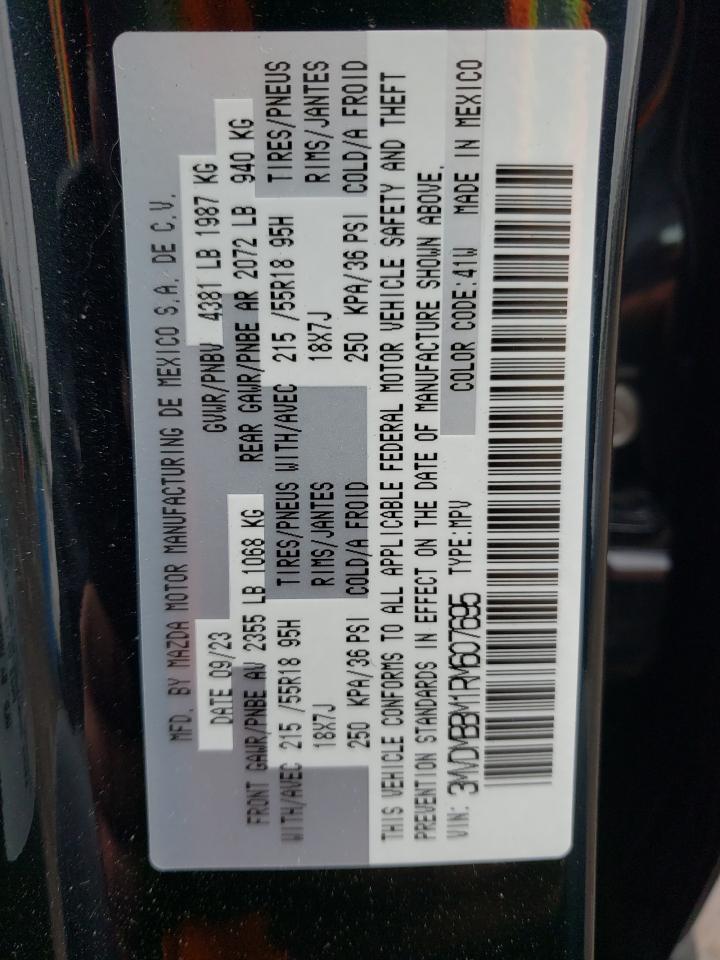 MFD. BY MAZDA MOTOR MANUFACTURING DE MEXICO S.A. DE C.V.
DATE 09/23 GVWR/PNBV 4381 LB 1987 KG
FRONT GAWR/PNBE AV 2355 LB 1068 KG REAR GAWR/PNBE AR 2072 LB 940 KG
WITH/AVEC 215 /55R18 95H TIRES/PNEUS WITH/AVEC 215 /55R18 95H TIRES/PNEUS
18X7J RIMS/JANTES 18X7J RIMS/JANTES
250 KPA/36 PSI COLD/A FROID 250 KPA/36 PSI COLD/A FROID
THIS VEHICLE CONFORMS TO ALL APPLICABLE FEDERAL MOTOR VEHICLE SAFETY AND THEFT
PREVENTION STANDARDS IN EFFECT ON THE DATE OF MANUFACTURE SHOWN ABOVE.
VIN: 3MVDMBBM1RM607695 TYPE:MPV COLOR CODE:41W MADE IN MEXICO